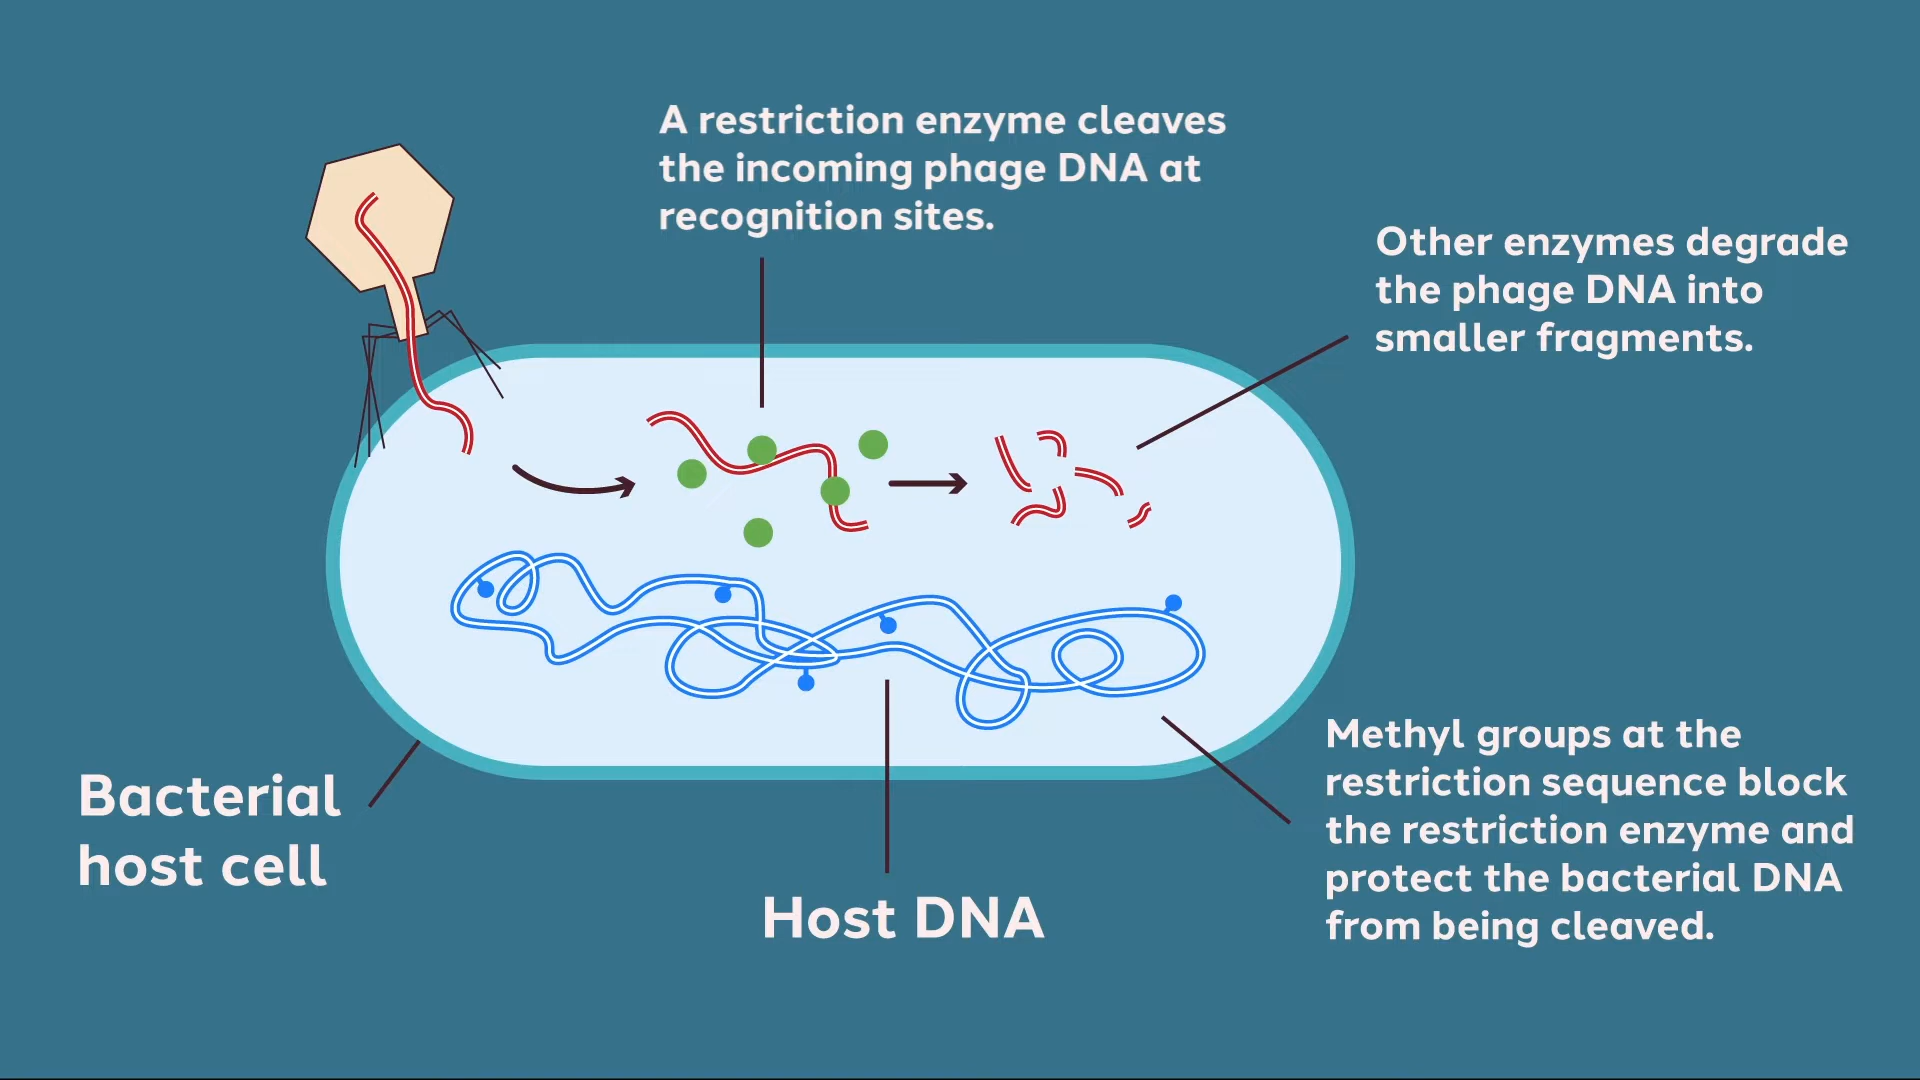 A restriction enzyme cleaves
the incoming phage DNA at
recognition sites.
Other enzymes degrade
the phage DNA into
smaller fragments.
Bacterial
host cell
Host DNA
Methyl groups at the
restriction sequence block
the restriction enzyme and
protect the bacterial DNA
from being cleaved.